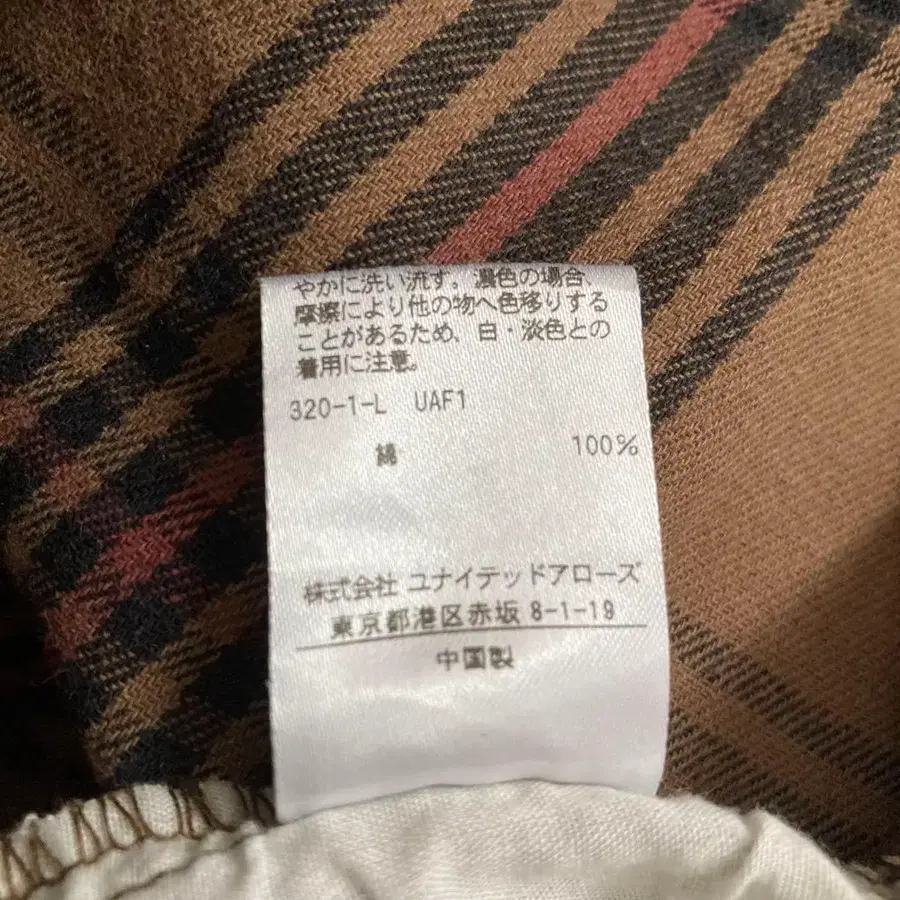 やかに洗い流す。濃色の場合、
摩擦により他の物へ色移りする
ことがあるため、白・淡色との
着用に注意。
320-1-L UAF1
綿 100%
株式会社 ユナイテッドアローズ
東京都港区赤坂 8-1-19
中国製